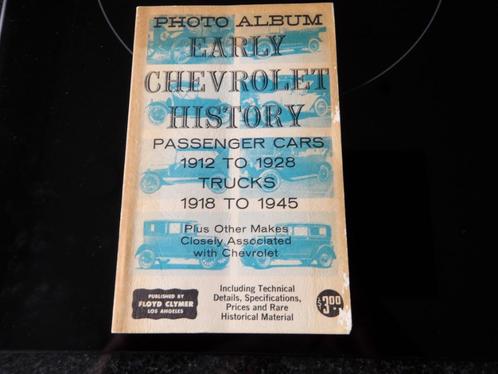 PHOTO ALBUM
EARLY
CHEVROLET
HISTORY
PASSENGER CARS
1912 TO 1928
TRUCKS
1918 TO 1945
Plus Other Makes
Closely Associated
with Chevrolet
PUBLISHED BY
FLOYD CLYMER
LOS ANGELES
Including Technical
Details, Specifications,
Prices and Rare
Historical Material
$3.00